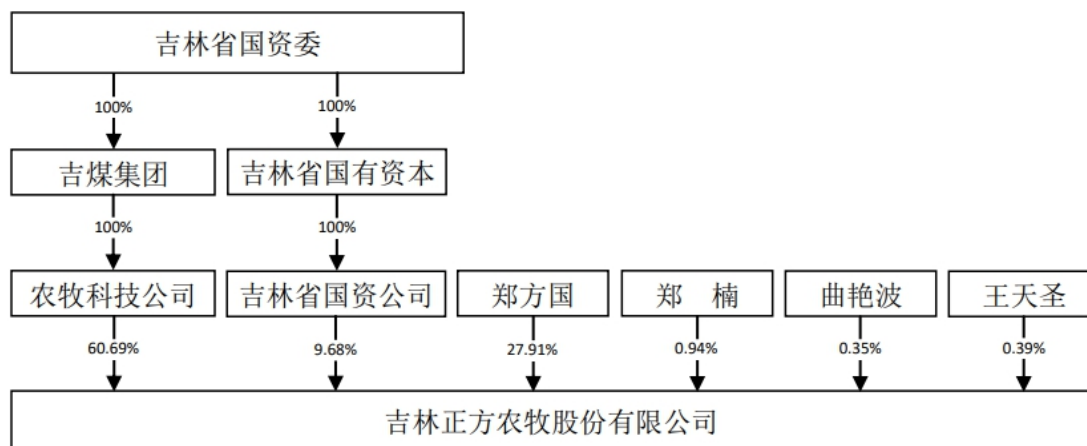 吉林省国资委
100% 100%
吉煤集团 吉林省国有资本
100% 100%
农牧科技公司 吉林省国资公司 郑方国 郑　楠 曲艳波 王天圣
60.69% 9.68% 27.91% 0.94% 0.35% 0.39%
吉林正方农牧股份有限公司